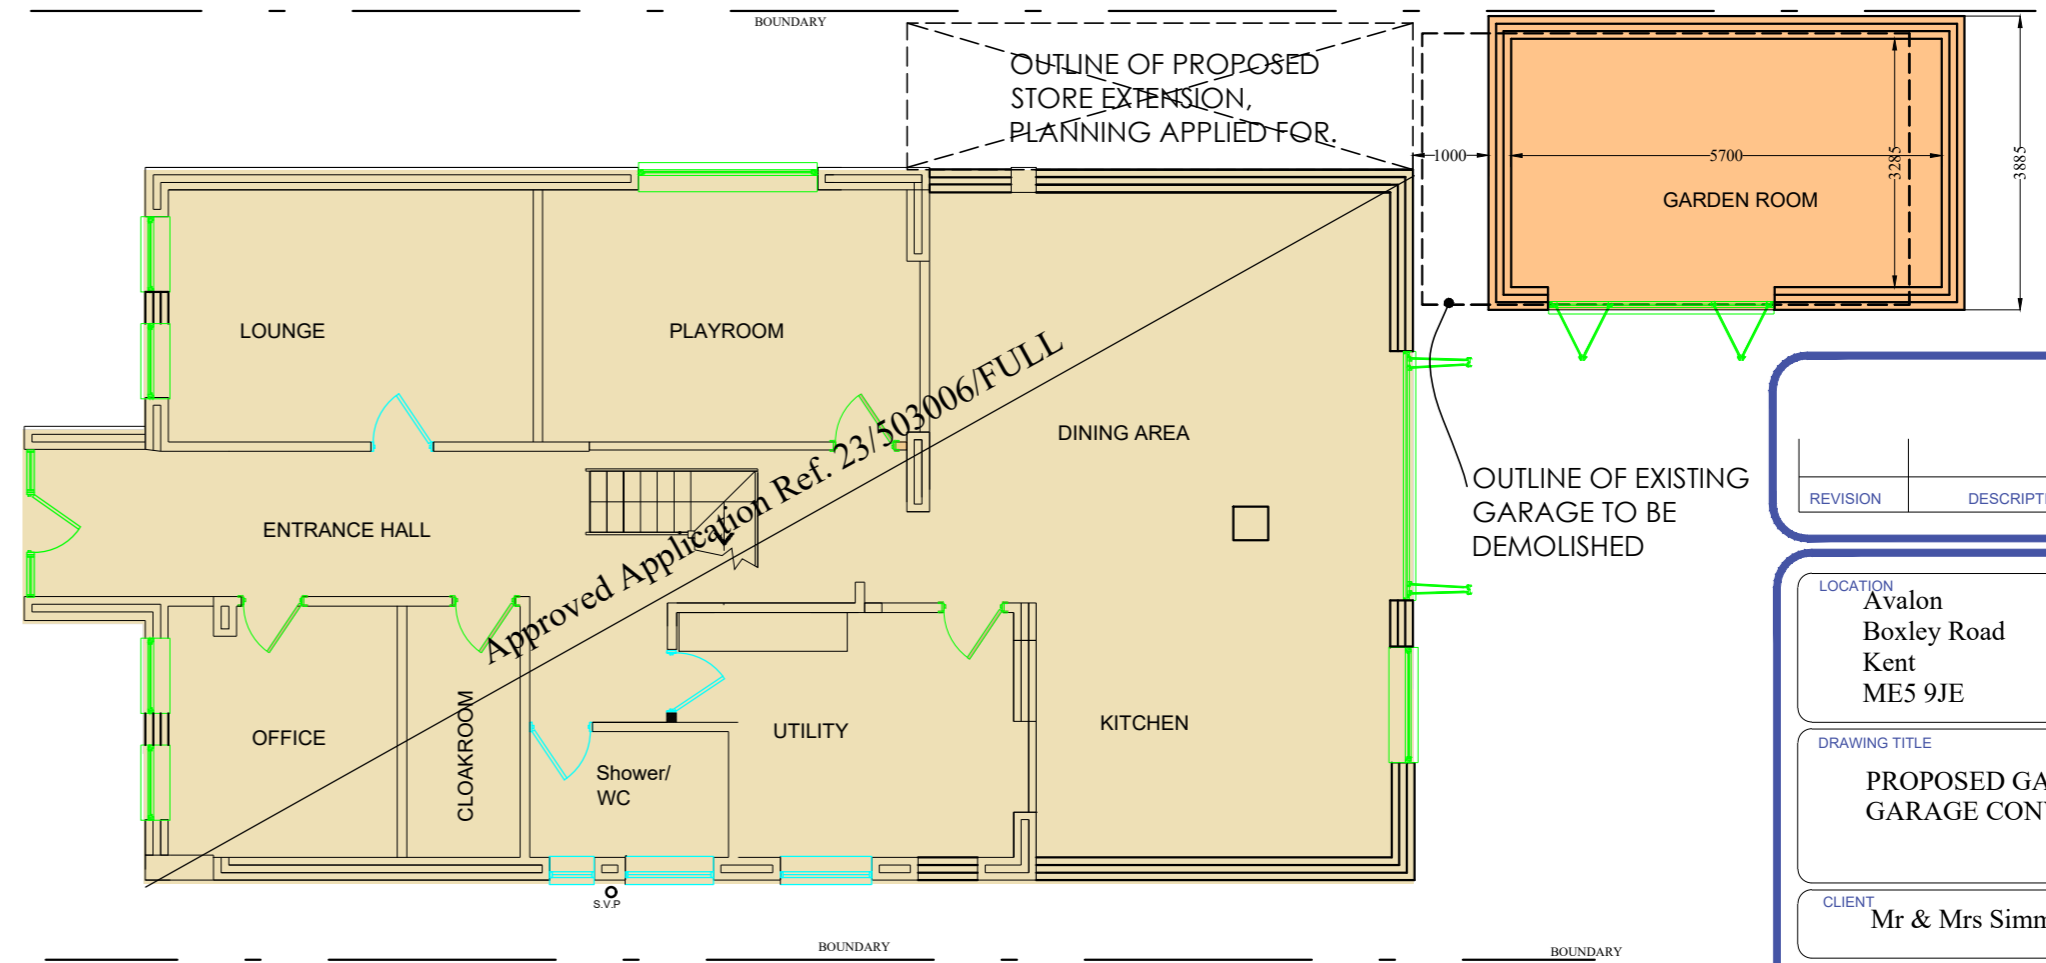 BOUNDARY
OUTLINE OF PROPOSED
STORE EXTENSION,
PLANNING APPLIED FOR.
1000
5700
3285
3885
GARDEN ROOM
LOUNGE
PLAYROOM
Approved Application Ref. 23/503006/FULL
DINING AREA
ENTRANCE HALL
OUTLINE OF EXISTING
GARAGE TO BE
DEMOLISHED
OFFICE
CLOAKROOM
Shower/
WC
UTILITY
KITCHEN
S.V.P
BOUNDARY
BOUNDARY
REVISION
DESCRIPT
LOCATION
Avalon
Boxley Road
Kent
ME5 9JE
DRAWING TITLE
PROPOSED GA
GARAGE CON
CLIENT
Mr & Mrs Simm